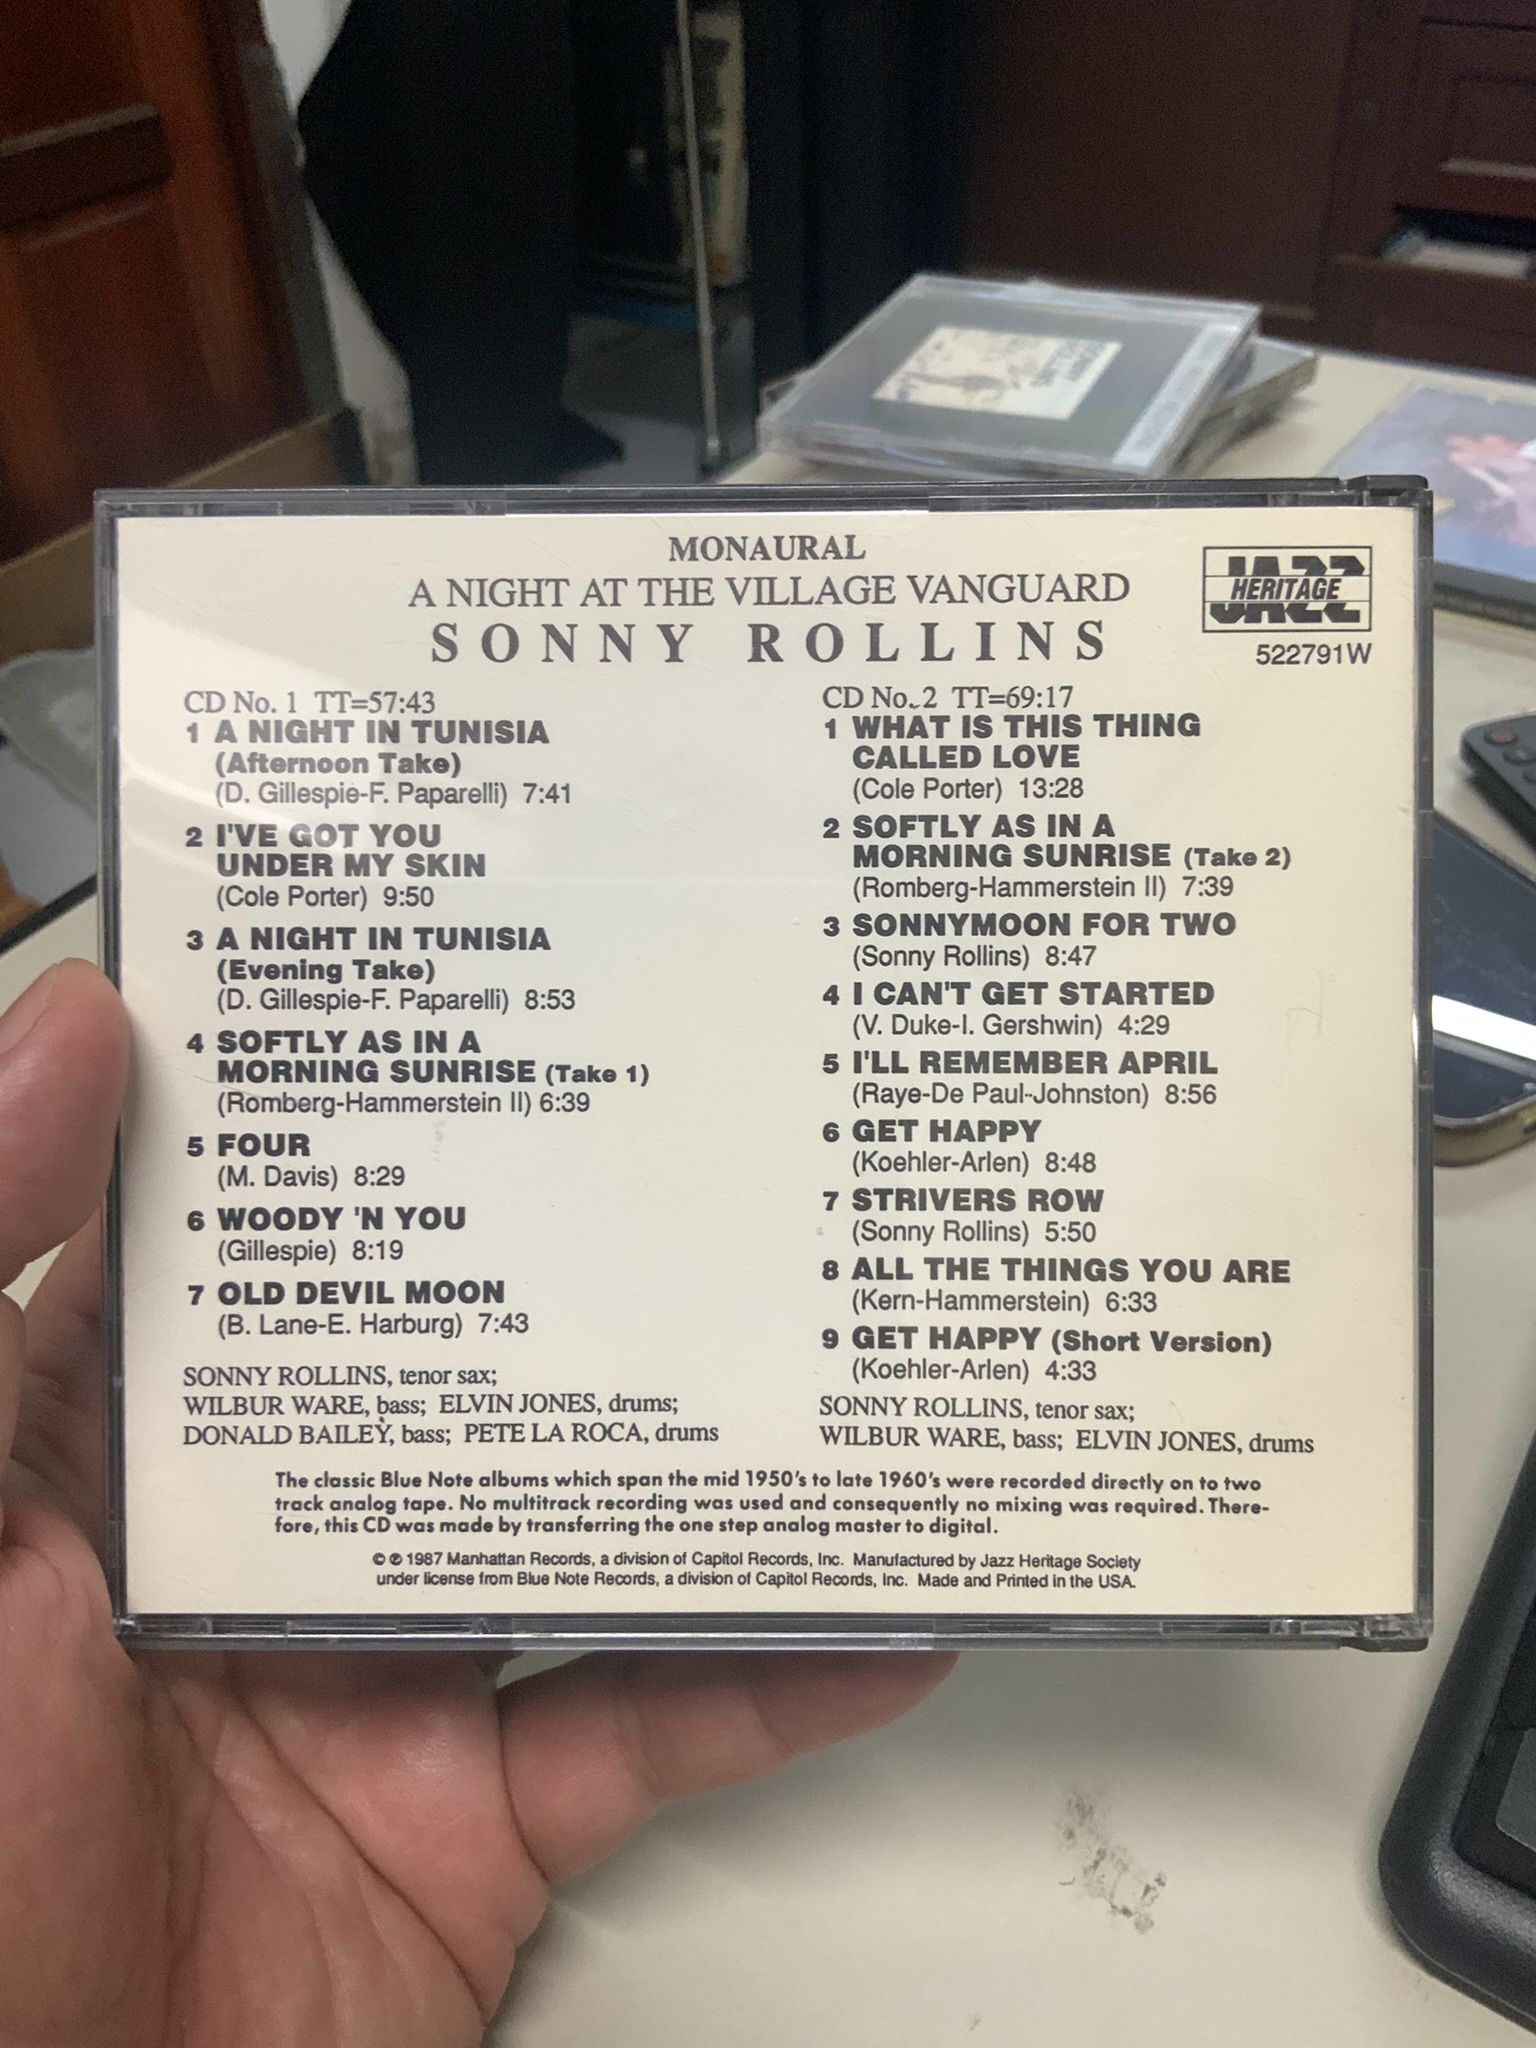 MONAURAL
A NIGHT AT THE VILLAGE VANGUARD
SONNY ROLLINS
JAZZ
HERITAGE
522791W
CD No. 1 TT=57:43
1 A NIGHT IN TUNISIA
(Afternoon Take)
(D. Gillespie-F. Paparelli) 7:41
2 I'VE GOT YOU
UNDER MY SKIN
(Cole Porter) 9:50
3 A NIGHT IN TUNISIA
(Evening Take)
(D. Gillespie-F. Paparelli) 8:53
4 SOFTLY AS IN A
MORNING SUNRISE (Take 1)
(Romberg-Hammerstein II) 6:39
5 FOUR
(M. Davis) 8:29
6 WOODY 'N YOU
(Gillespie) 8:19
7 OLD DEVIL MOON
(B. Lane-E. Harburg) 7:43
SONNY ROLLINS, tenor sax;
WILBUR WARE, bass; ELVIN JONES, drums;
DONALD BAILEY, bass; PETE LA ROCA, drums
CD No. 2 TT=69:17
1 WHAT IS THIS THING
CALLED LOVE
(Cole Porter) 13:28
2 SOFTLY AS IN A
MORNING SUNRISE (Take 2)
(Romberg-Hammerstein II) 7:39
3 SONNYMOON FOR TWO
(Sonny Rollins) 8:47
4 I CAN'T GET STARTED
(V. Duke-I. Gershwin) 4:29
5 I'LL REMEMBER APRIL
(Raye-De Paul-Johnston) 8:56
6 GET HAPPY
(Koehler-Arlen) 8:48
7 STRIVERS ROW
(Sonny Rollins) 5:50
8 ALL THE THINGS YOU ARE
(Kern-Hammerstein) 6:33
9 GET HAPPY (Short Version)
(Koehler-Arlen) 4:33
SONNY ROLLINS, tenor sax;
WILBUR WARE, bass; ELVIN JONES, drums
The classic Blue Note albums which span the mid 1950's to late 1960's were recorded directly on to two
track analog tape. No multitrack recording was used and consequently no mixing was required. There-
fore, this CD was made by transferring the one step analog master to digital.
© ℗ 1987 Manhattan Records, a division of Capitol Records, Inc. Manufactured by Jazz Heritage Society
under license from Blue Note Records, a division of Capitol Records, Inc. Made and Printed in the USA.